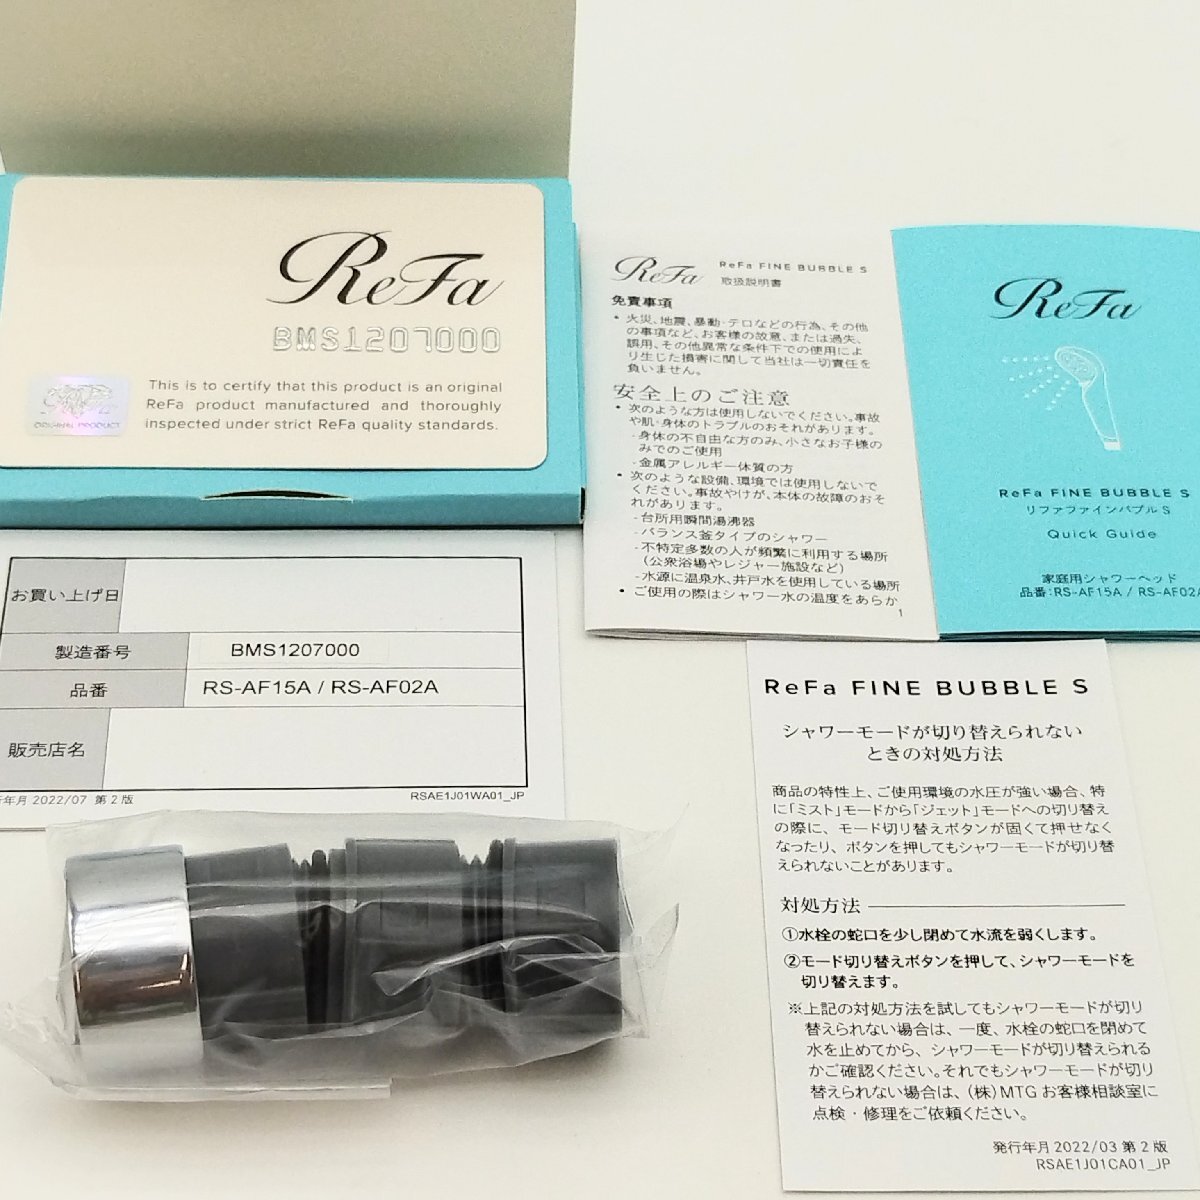 ReFa
BMS1207000
This is to certify that this product is an original
ReFa product manufactured and thoroughly
inspected under strict ReFa quality standards.
ORIGINAL PRODUCT
ReFa
ReFa FINE BUBBLE S
取扱説明書
免責事項
• 火災、地震、暴動・テロなどの行為、その他
の事項など、お客様の故意、または過失、
誤用、その他異常な条件下での使用によ
り生じた損害に関して当社は一切責任を
負いません。
安全上のご注意
• 次のような方は使用しないでください。事故
や肌・身体のトラブルのおそれがあります。
- 身体の不自由な方のみ、小さなお子様の
みでのご使用
- 金属アレルギー体質の方
• 次のような設備、環境では使用しないで
ください。事故やけが、本体の故障のおそ
れがあります。
- 台所用瞬間湯沸器
- バランス釜タイプのシャワー
- 不特定多数の人が頻繁に利用する場所
(公衆浴場やレジャー施設など)
- 水源に温泉水、井戸水を使用している場所
• ご使用の際はシャワー水の温度をあらか
1
ReFa
ReFa FINE BUBBLE S
リファファインバブル S
Quick Guide
家庭用シャワーヘッド
品番:RS-AF15A / RS-AF02A
お買い上げ日
製造番号 BMS1207000
品番 RS-AF15A / RS-AF02A
販売店名
年月 2022/07 第2版
RSAE1J01WA01_JP
ReFa FINE BUBBLE S
シャワーモードが切り替えられない
ときの対処方法
商品の特性上、ご使用環境の水圧が強い場合、特
に「ミスト」モードから「ジェット」モードへの切り替え
の際に、モード切り替えボタンが固くて押せなく
なったり、ボタンを押してもシャワーモードが切り替
えられないことがあります。
対処方法
①水栓の蛇口を少し閉めて水流を弱くします。
②モード切り替えボタンを押して、シャワーモードを
切り替えます。
※上記の対処方法を試してもシャワーモードが切り
替えられない場合は、一度、水栓の蛇口を閉めて
水を止めてから、シャワーモードが切り替えられる
かご確認ください。それでもシャワーモードが切り
替えられない場合は、(株)MTG お客様相談室に
点検・修理をご依頼ください。
発行年月 2022/03 第2版
RSAE1J01CA01_JP